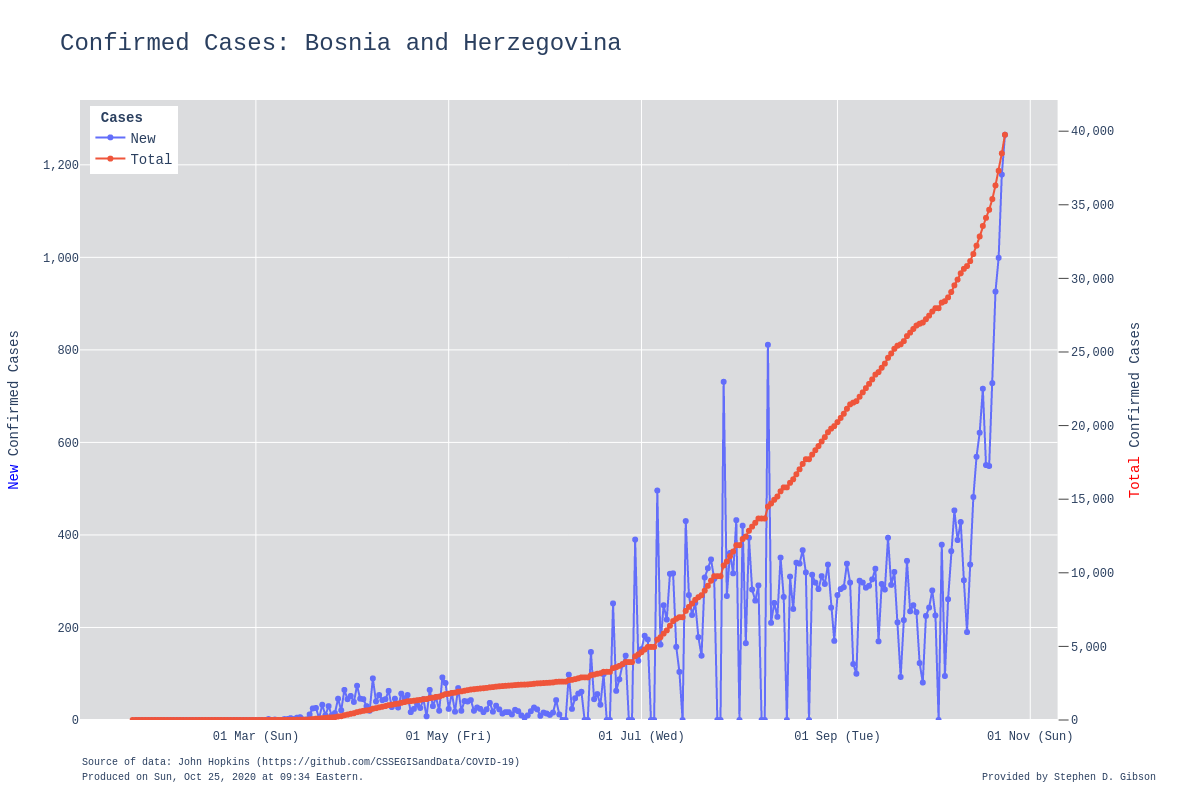 Confirmed Cases: Bosnia and Herzegovina
Cases
New
Total
1,200
1,000
800
600
400
200
0
40,000
35,000
30,000
25,000
20,000
15,000
10,000
5,000
0
New Confirmed Cases
Total Confirmed Cases
01 Mar (Sun)
01 May (Fri)
01 Jul (Wed)
01 Sep (Tue)
01 Nov (Sun)
Source of data: John Hopkins (https://github.com/CSSEGISandData/COVID-19)
Produced on Sun, Oct 25, 2020 at 09:34 Eastern.
Provided by Stephen D. Gibson